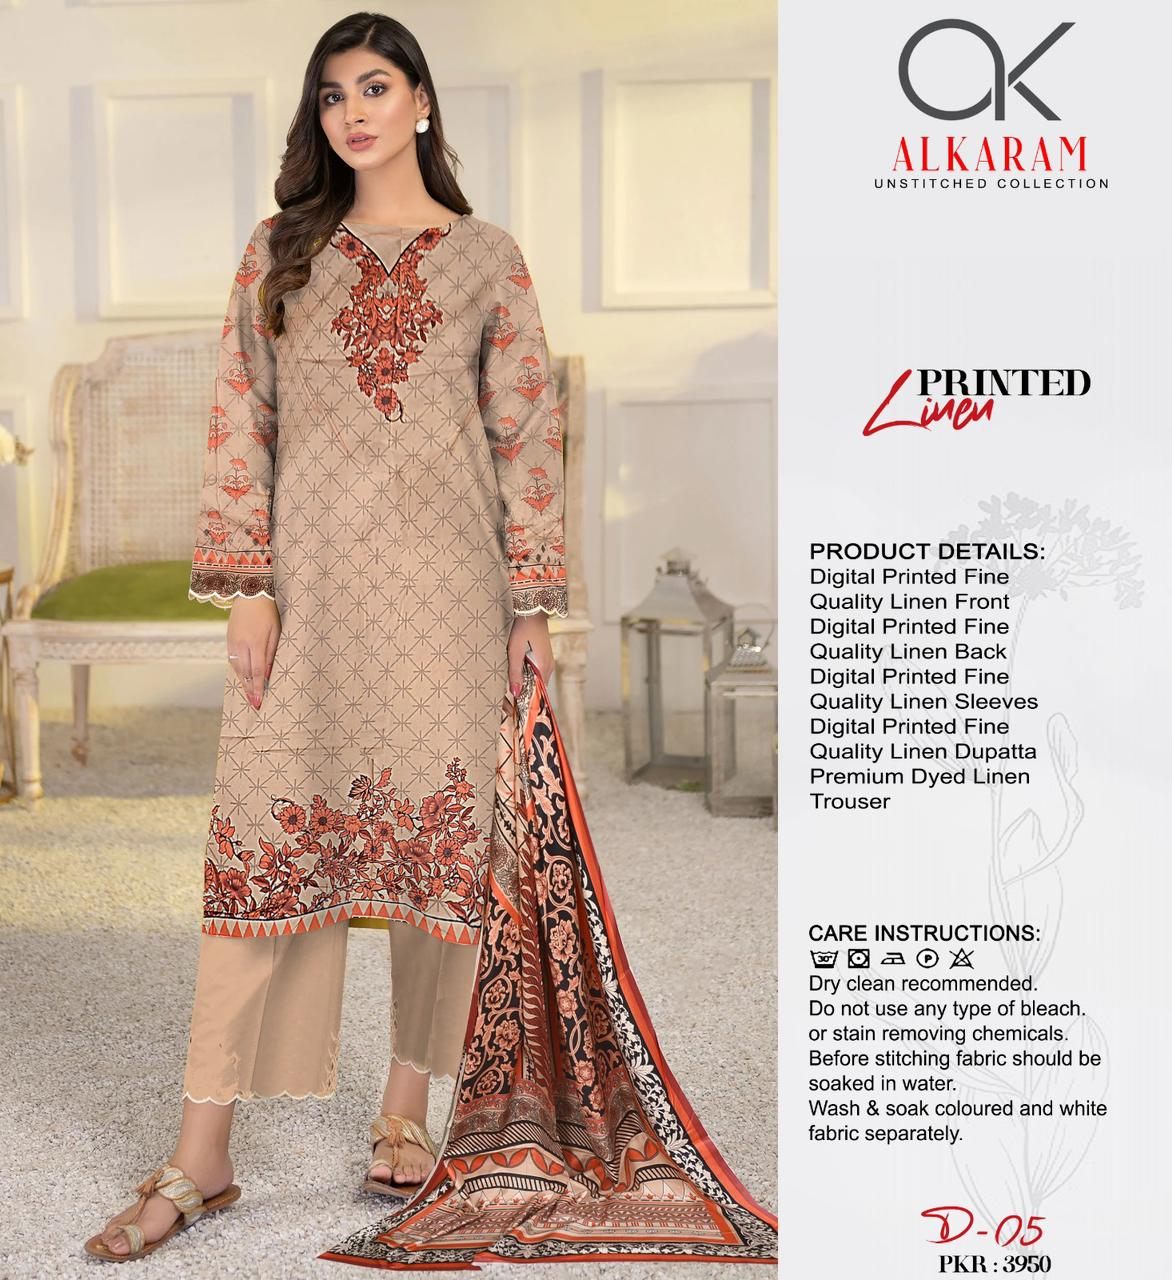 AK
ALKARAM
UNSTITCHED COLLECTION
PRINTED
Linen
PRODUCT DETAILS:
Digital Printed Fine
Quality Linen Front
Digital Printed Fine
Quality Linen Back
Digital Printed Fine
Quality Linen Sleeves
Digital Printed Fine
Quality Linen Dupatta
Premium Dyed Linen
Trouser
CARE INSTRUCTIONS:
30° P
Dry clean recommended.
Do not use any type of bleach.
or stain removing chemicals.
Before stitching fabric should be
soaked in water.
Wash & soak coloured and white
fabric separately.
D-05
PKR : 3950